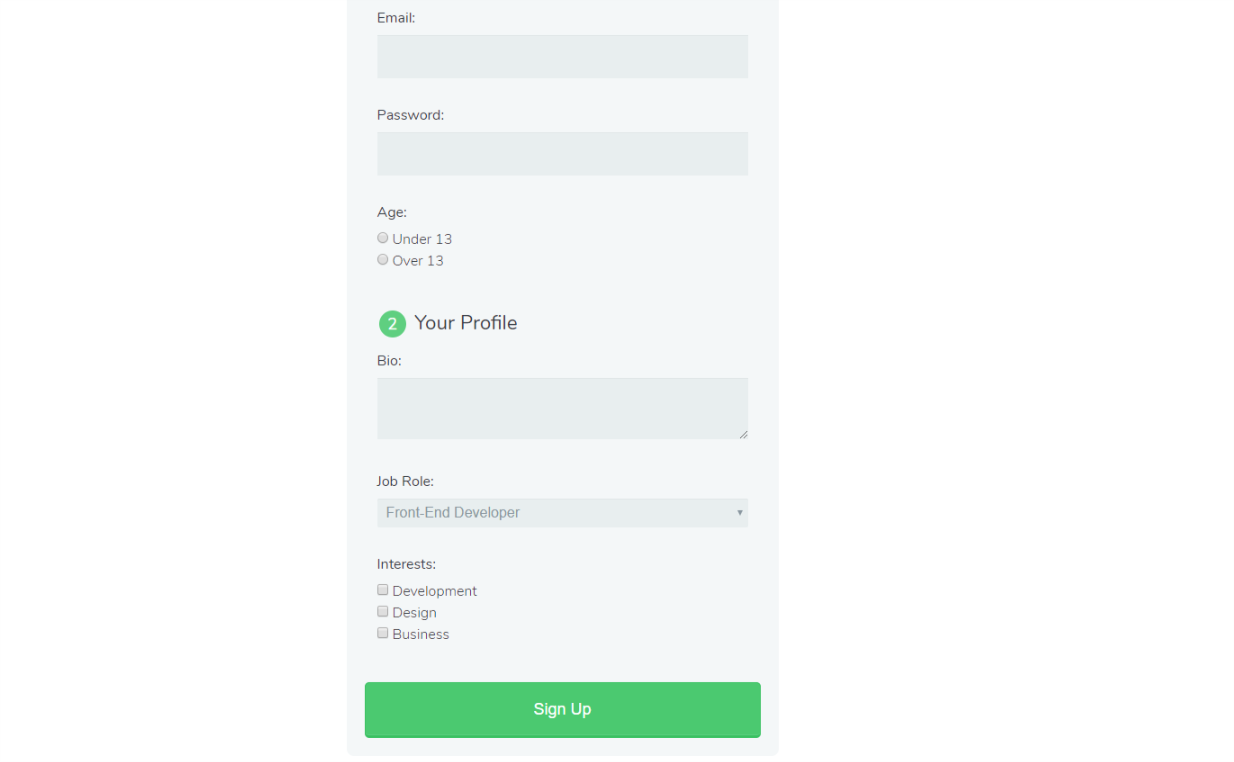 Email:
Password:
Age:
Under 13
Over 13
2 Your Profile
Bio:
Job Role:
Front-End Developer
Interests:
Development
Design
Business
Sign Up